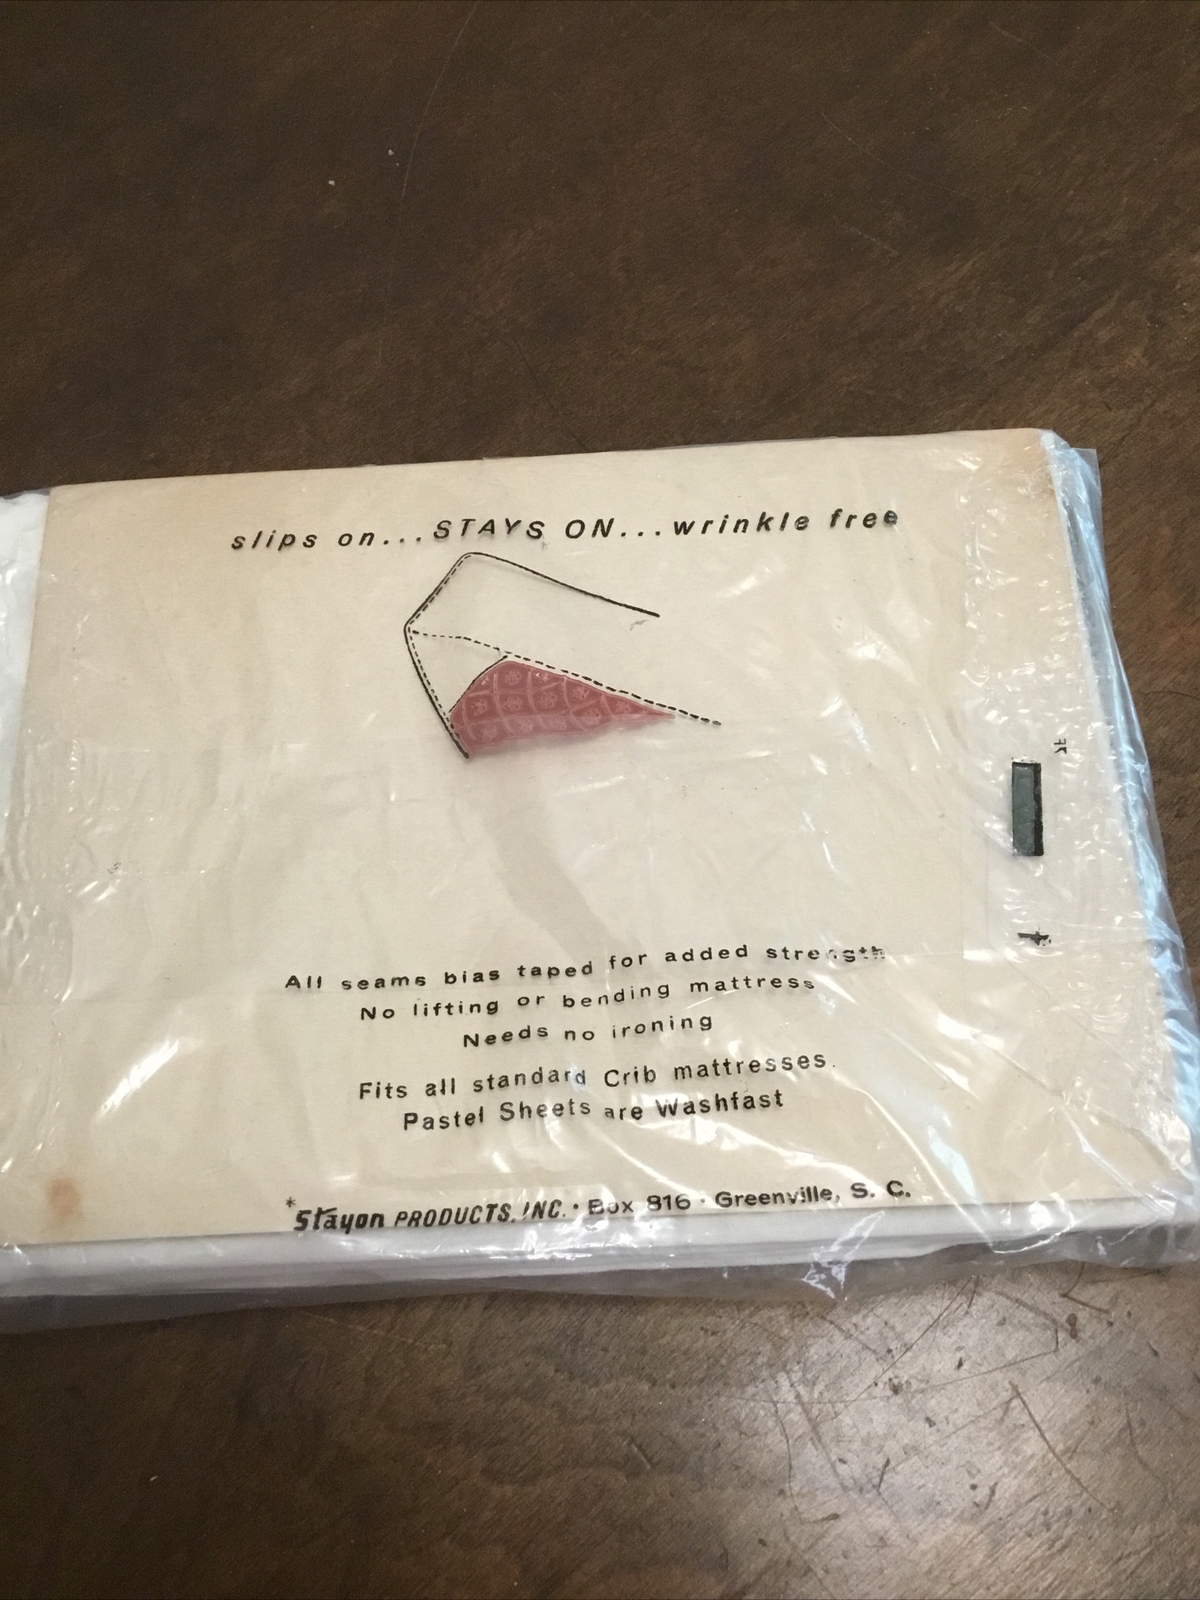 slips on...STAYS ON...wrinkle free
All seams bias taped for added strength
No lifting or bending mattress
Needs no ironing
Fits all standard Crib mattresses.
Pastel Sheets are Washfast
*Stayon PRODUCTS, INC. · Box 816 · Greenville, S. C.